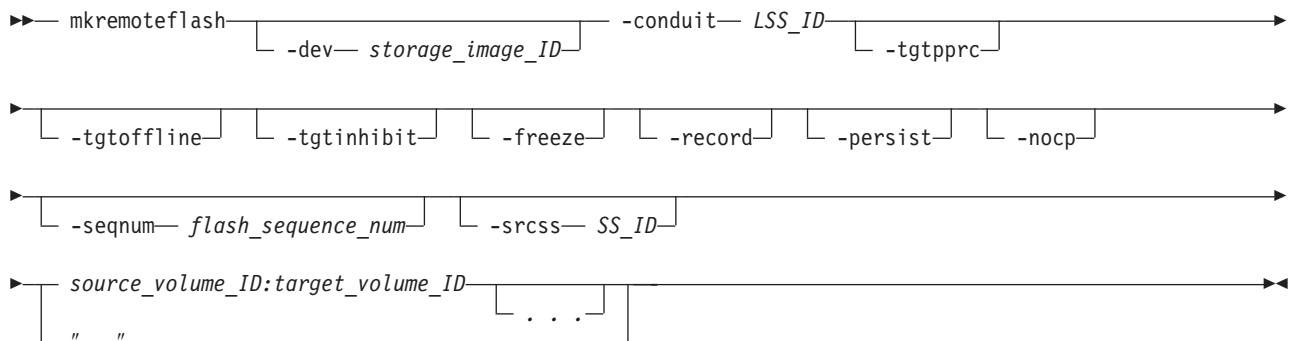 mkremoteflash -conduit LSS_ID
-dev storage_image_ID -tgtpprc
-tgtoffline -tgtinhibit -freeze -record -persist -nocp
-seqnum flash_sequence_num -srcss SS_ID
source_volume_ID:target_volume_ID
. . .
" "